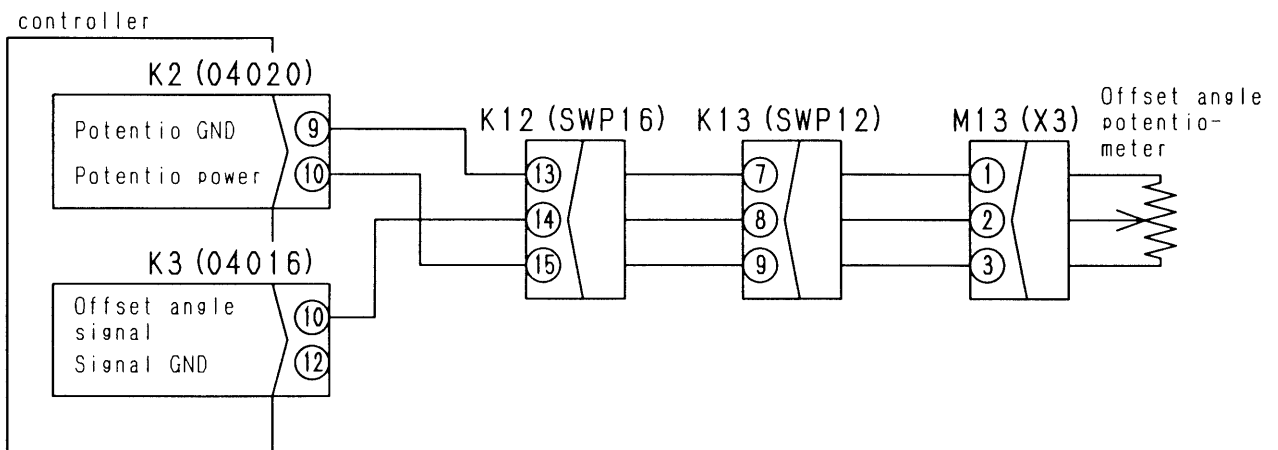 controller
K2 (04020)
Potentio GND 9
Potentio power 10
K3 (04016)
Offset angle
signal 10
Signal GND 12
K12 (SWP16)
13
14
15
K13 (SWP12)
7
8
9
M13 (X3)
1
2
3
Offset angle
potentio-
meter